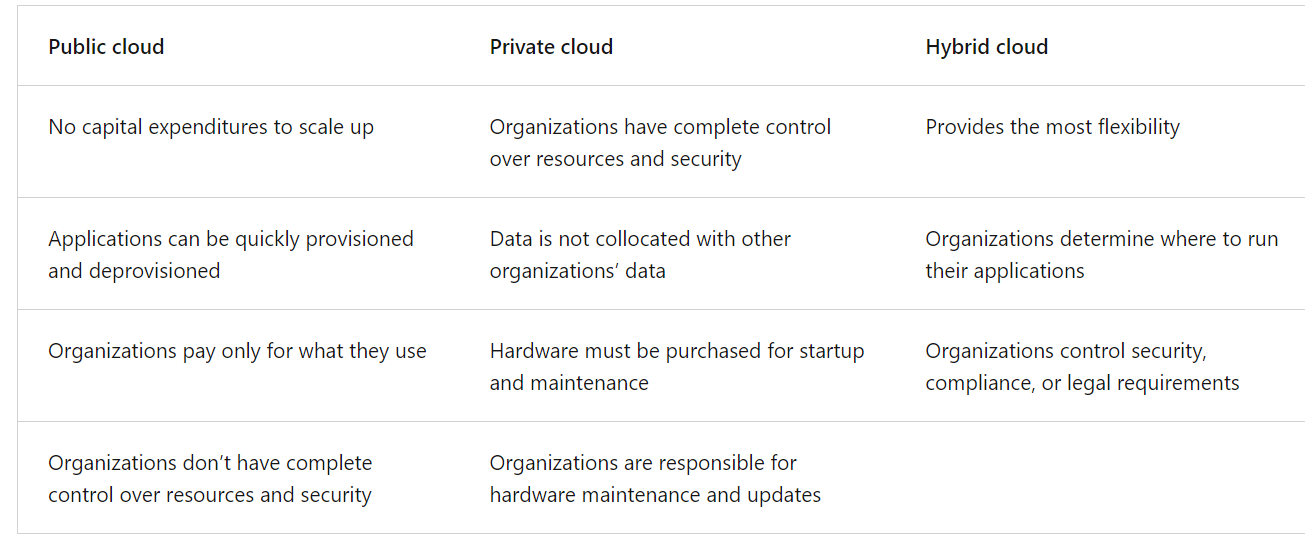 Public cloud
Private cloud
Hybrid cloud
No capital expenditures to scale up
Organizations have complete control
over resources and security
Provides the most flexibility
Applications can be quickly provisioned
and deprovisioned
Data is not collocated with other
organizations’ data
Organizations determine where to run
their applications
Organizations pay only for what they use
Hardware must be purchased for startup
and maintenance
Organizations control security,
compliance, or legal requirements
Organizations don’t have complete
control over resources and security
Organizations are responsible for
hardware maintenance and updates